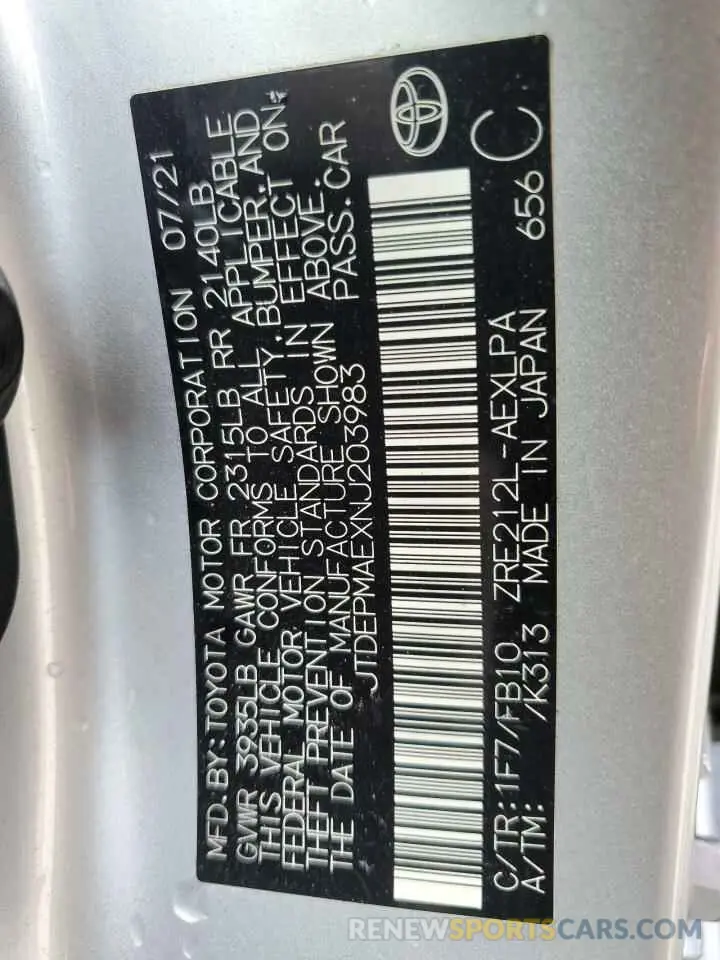 MFD. BY: TOYOTA MOTOR CORPORATION 07/21
GVWR 3935LB GAWR FR 2315LB RR 2140LB
THIS VEHICLE CONFORMS TO ALL APPLICABLE
FEDERAL MOTOR VEHICLE SAFETY, BUMPER, AND
THEFT PREVENTION STANDARDS IN EFFECT ON
THE DATE OF MANUFACTURE SHOWN ABOVE.
JTDEPMAEXNJ203983 PASS. CAR
C/TR: 1F7/FB10 ZRE212L-AEXLPA 656 C
A/TM: /K313 MADE IN JAPAN
RENEWSPORTSCARS.COM